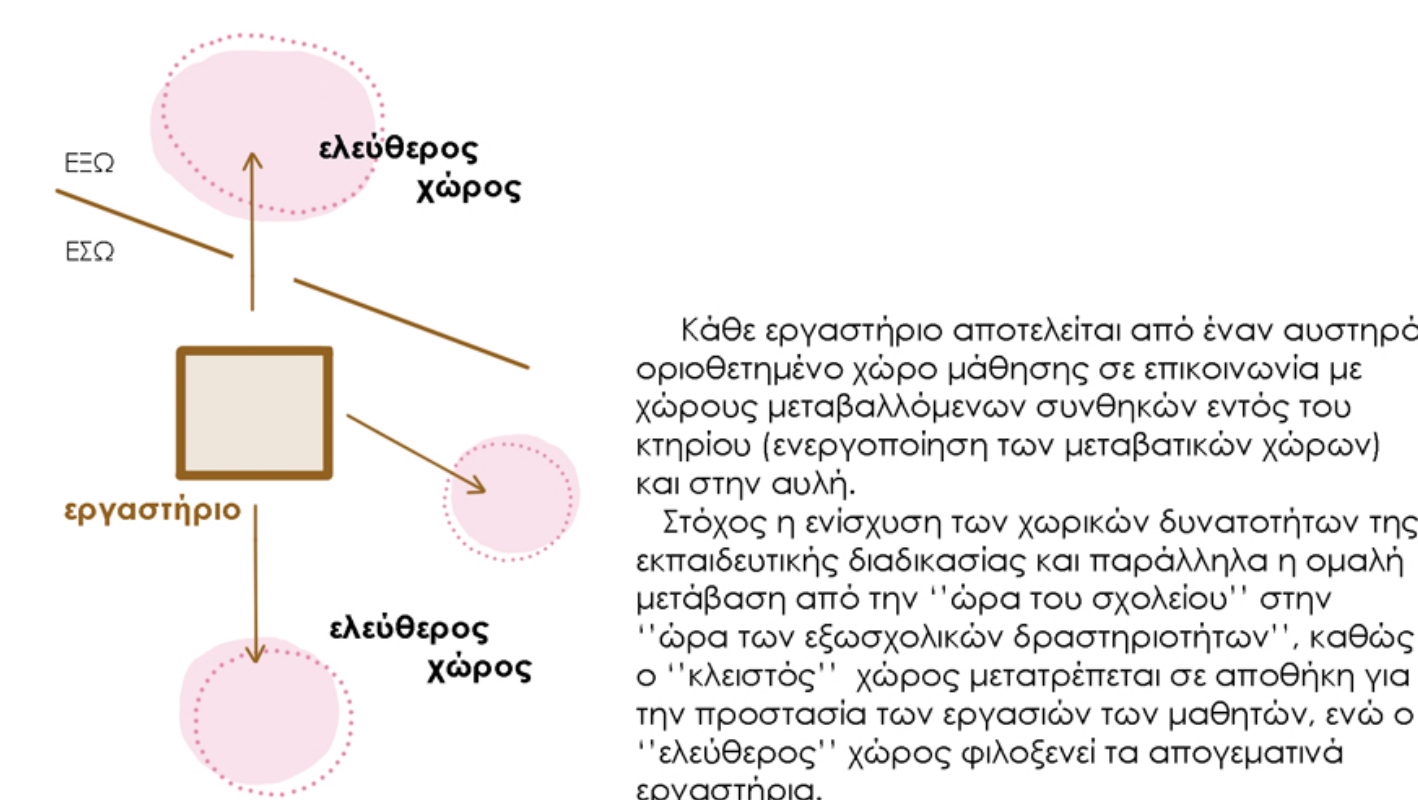 ελεύθερος
χώρος
ΕΞΩ
ΕΣΩ
εργαστήριο
ελεύθερος
χώρος
Κάθε εργαστήριο αποτελείται από έναν αυστηρά
οριοθετημένο χώρο μάθησης σε επικοινωνία με
χώρους μεταβαλλόμενων συνθηκών εντός του
κτηρίου (ενεργοποίηση των μεταβατικών χώρων)
και στην αυλή.
Στόχος η ενίσχυση των χωρικών δυνατοτήτων της
εκπαιδευτικής διαδικασίας και παράλληλα η ομαλή
μετάβαση από την ‘’ώρα του σχολείου’’ στην
‘’ώρα των εξωσχολικών δραστηριοτήτων’’, καθώς
ο ‘’κλειστός’’ χώρος μετατρέπεται σε αποθήκη για
την προστασία των εργασιών των μαθητών, ενώ ο
‘’ελεύθερος’’ χώρος φιλοξενεί τα απογεματινά
εργαστήρια.